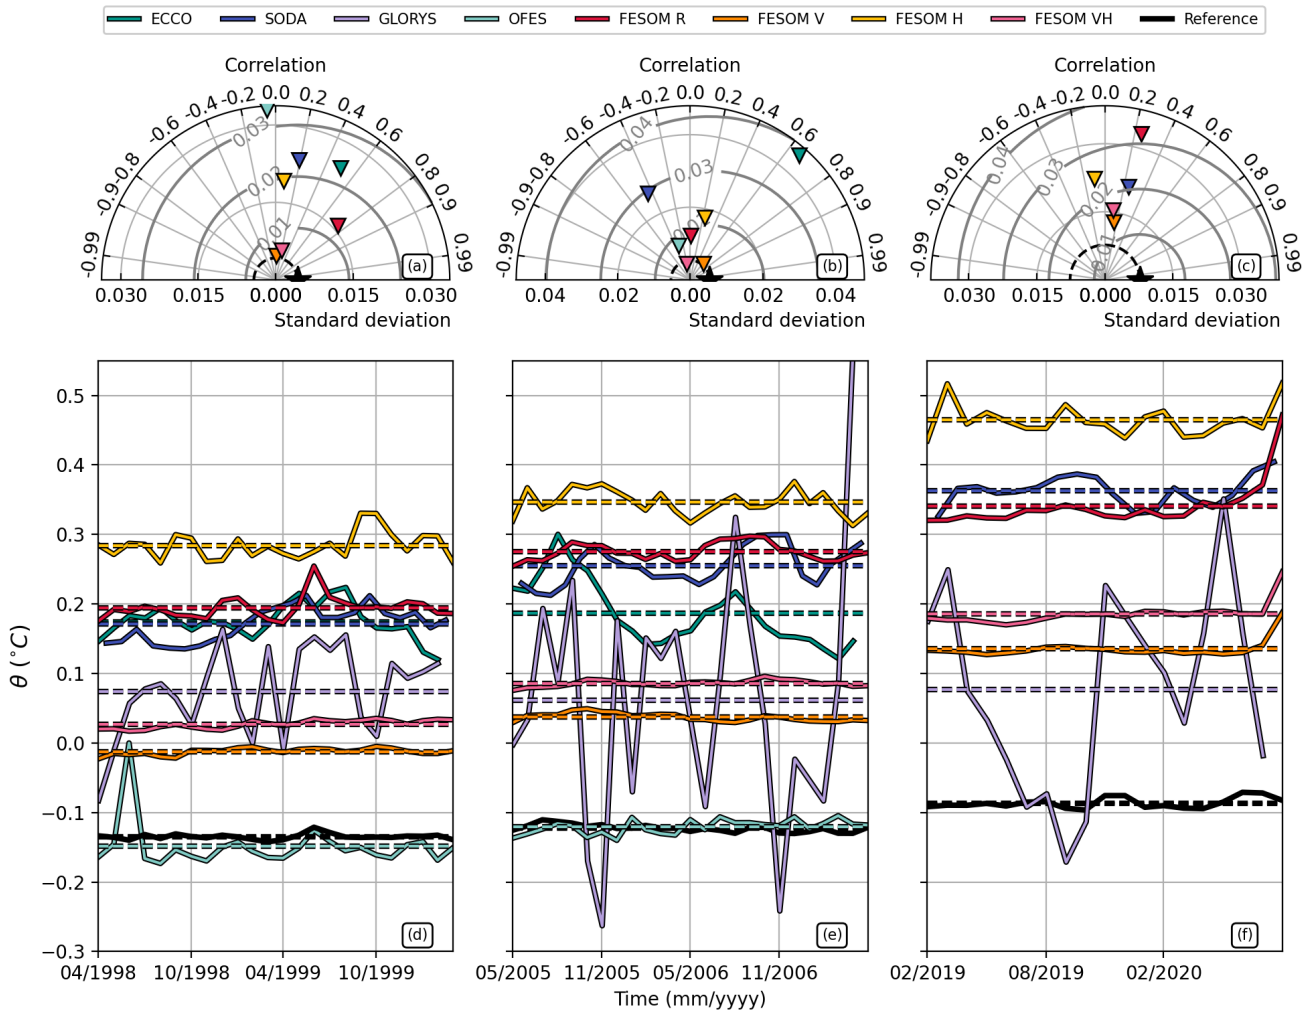 ECCO SODA GLORYS OFES FESOM R FESOM V FESOM H FESOM VH Reference
Correlation Correlation Correlation
-0.99 -0.9 -0.8 -0.6 -0.4 -0.2 0.0 0.2 0.4 0.6 0.8 0.9 0.99
0.03 0.02 0.01
(a)
0.030 0.015 0.000 0.015 0.030
Standard deviation
-0.99 -0.9 -0.8 -0.6 -0.4 -0.2 0.0 0.2 0.4 0.6 0.8 0.9 0.99
0.04 0.03
(b)
0.04 0.02 0.00 0.02 0.04
Standard deviation
-0.99 -0.9 -0.8 -0.6 -0.4 -0.2 0.0 0.2 0.4 0.6 0.8 0.9 0.99
0.04 0.03 0.02
(c)
0.030 0.015 0.000 0.015 0.030
Standard deviation
θ (°C)
0.5
0.4
0.3
0.2
0.1
0.0
−0.1
−0.2
−0.3
(d) (e) (f)
04/1998 10/1998 04/1999 10/1999
05/2005 11/2005 05/2006 11/2006
02/2019 08/2019 02/2020
Time (mm/yyyy)